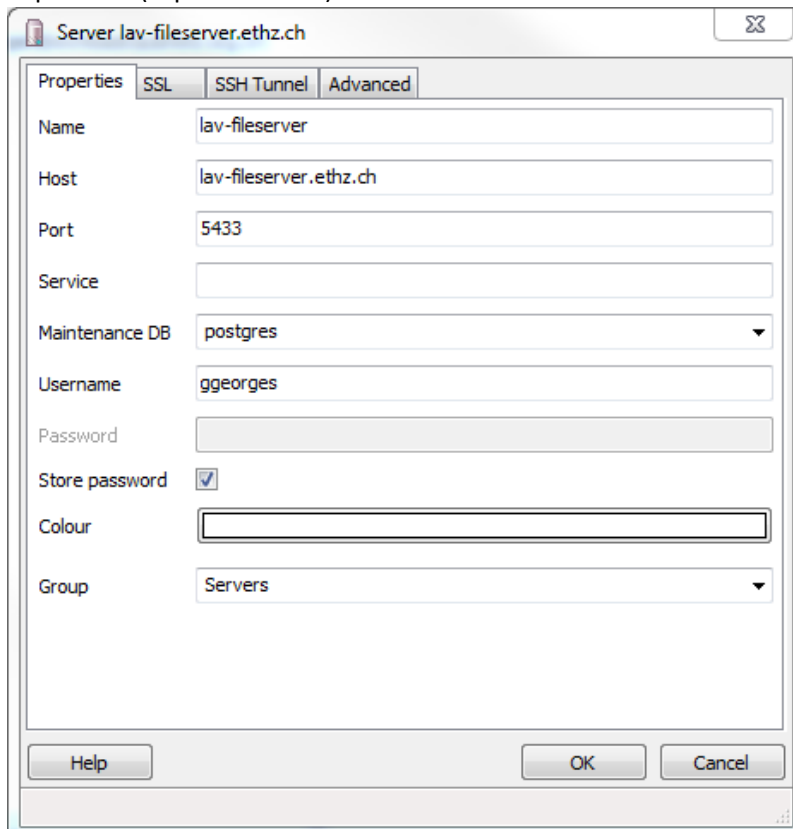 Server lav-fileserver.ethz.ch
Properties SSL SSH Tunnel Advanced
Name lav-fileserver
Host lav-fileserver.ethz.ch
Port 5433
Service
Maintenance DB postgres
Username ggeorges
Password
Store password
Colour
Group Servers
Help OK Cancel